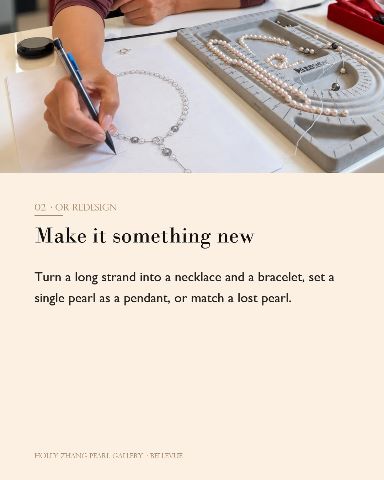 02 · OR REDESIGN
Make it something new
Turn a long strand into a necklace and a bracelet, set a
single pearl as a pendant, or match a lost pearl.
HOLLY ZHANG PEARL GALLERY · BELLEVUE